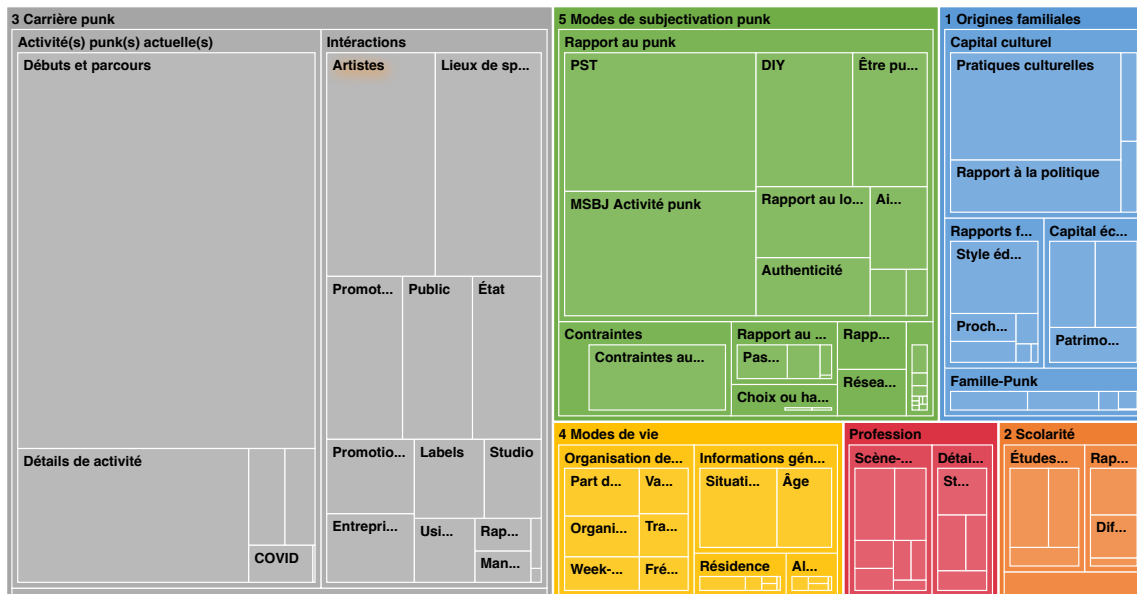 3 Carrière punk
Activité(s) punk(s) actuelle(s)
Débuts et parcours
Détails de activité
COVID
Intéractions
Artistes
Lieux de sp...
Promot...
Public
État
Promotio...
Labels
Studio
Entrepri...
Usi...
Rap...
Man...
5 Modes de subjectivation punk
Rapport au punk
PST
DIY
Être pu...
MSBJ Activité punk
Rapport au lo...
Ai...
Authenticité
Contraintes
Contraintes au...
Rapport au ...
Pas...
Choix ou ha...
Rapp...
Résea...
1 Origines familiales
Capital culturel
Pratiques culturelles
Rapport à la politique
Rapports f...
Style éd...
Proch...
Capital éc...
Patrimo...
Famille-Punk
4 Modes de vie
Organisation de...
Part d...
Va...
Organi...
Tra...
Week-...
Fré...
Informations gén...
Situati...
Âge
Résidence
Al...
Profession
Scène-...
Détai...
St...
2 Scolarité
Études...
Rap...
Dif...